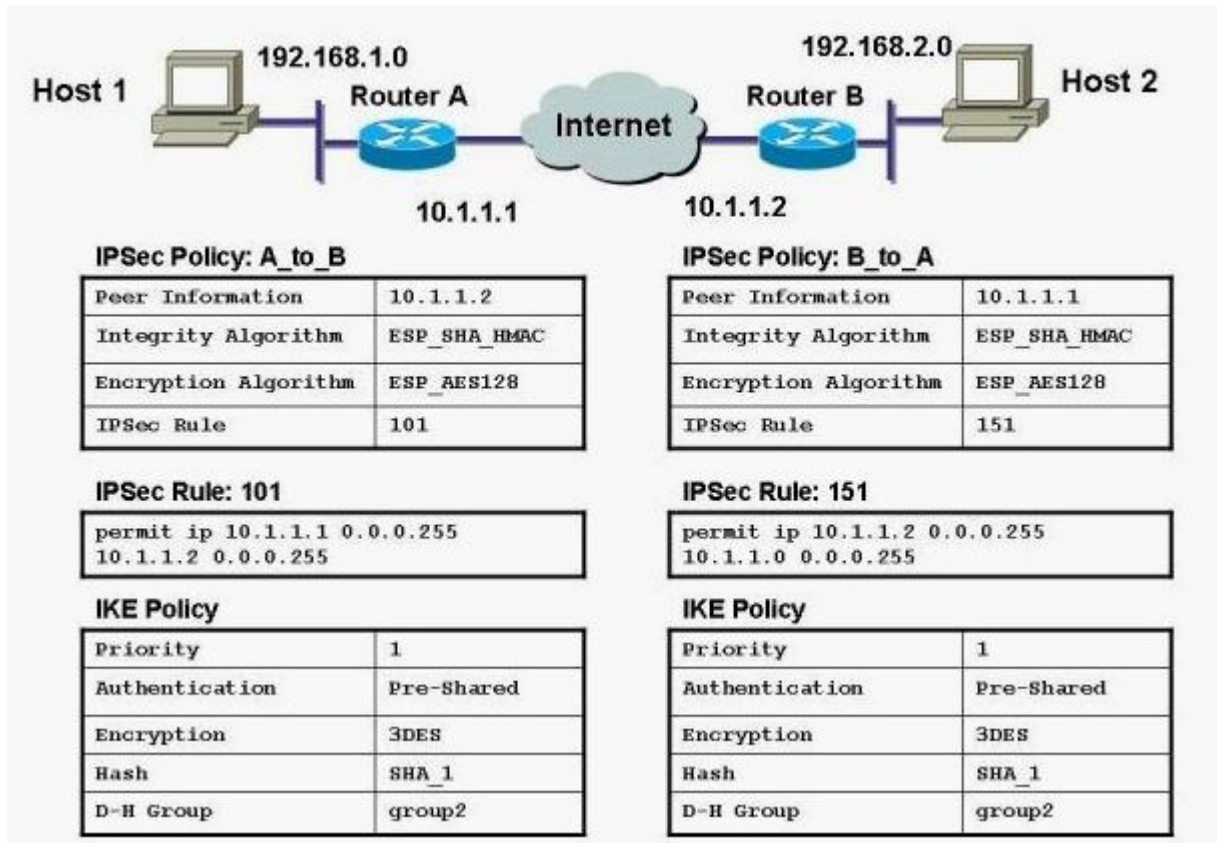 192.168.1.0
192.168.2.0
Host 1
Router A
Internet
Router B
Host 2
10.1.1.1
10.1.1.2
IPSec Policy: A_to_B
Peer Information 10.1.1.2
Integrity Algorithm ESP_SHA_HMAC
Encryption Algorithm ESP_AES128
IPSec Rule 101
IPSec Rule: 101
permit ip 10.1.1.1 0.0.0.255
10.1.1.2 0.0.0.255
IKE Policy
Priority 1
Authentication Pre-Shared
Encryption 3DES
Hash SHA_1
D-H Group group2
IPSec Policy: B_to_A
Peer Information 10.1.1.1
Integrity Algorithm ESP_SHA_HMAC
Encryption Algorithm ESP_AES128
IPSec Rule 151
IPSec Rule: 151
permit ip 10.1.1.2 0.0.0.255
10.1.1.0 0.0.0.255
IKE Policy
Priority 1
Authentication Pre-Shared
Encryption 3DES
Hash SHA_1
D-H Group group2